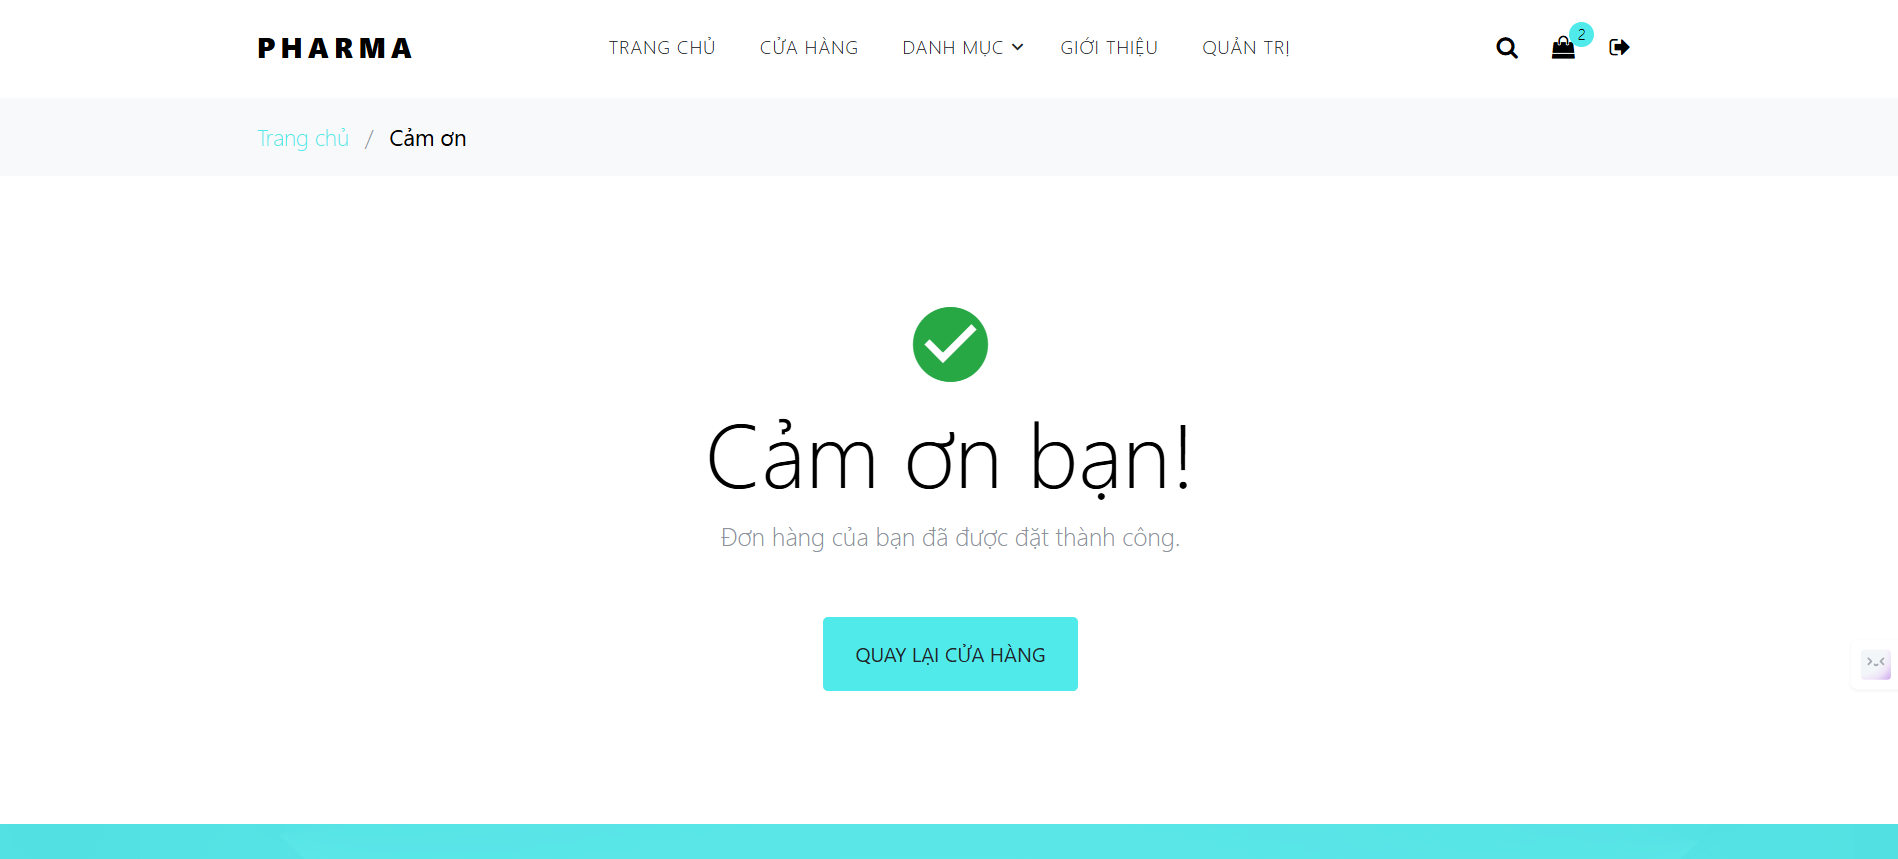 PHARMA TRANG CHỦ CỬA HÀNG DANH MỤC GIỚI THIỆU QUẢN TRỊ 2
Trang chủ / Cảm ơn
Cảm ơn bạn!
Đơn hàng của bạn đã được đặt thành công.
QUAY LẠI CỬA HÀNG